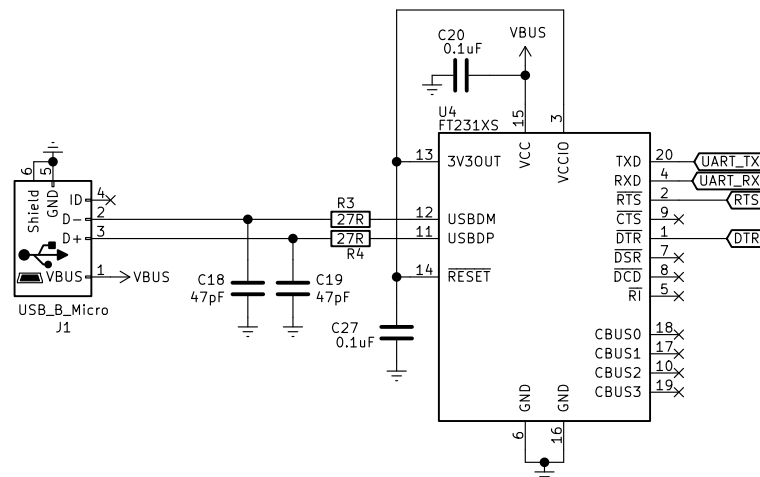 C20
0.1uF
VBUS
U4
FT231XS
15
3
VCC
VCCIO
13
3V3OUT
TXD
20
UART_TX
RXD
4
UART_RX
RTS
2
RTS
CTS
9
DTR
1
DTR
DSR
7
DCD
8
RI
5
CBUS0
18
CBUS1
17
CBUS2
10
CBUS3
19
12
USBDM
11
USBDP
14
RESET
GND
GND
6
16
6
5
Shield
GND
ID
4
D-
2
D+
3
VBUS
1
VBUS
USB_B_Micro
J1
R3
27R
27R
R4
C18
47pF
C19
47pF
C27
0.1uF